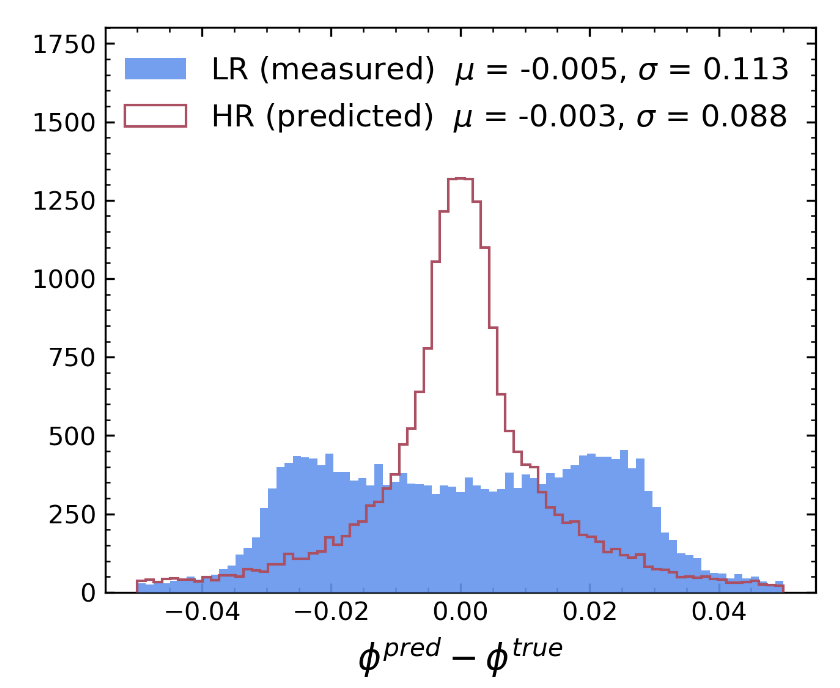 1750
LR (measured) μ = -0.005, σ = 0.113
1500
HR (predicted) μ = -0.003, σ = 0.088
1250
1000
750
500
250
0
−0.04 −0.02 0.00 0.02 0.04
ϕ^pred − ϕ^true